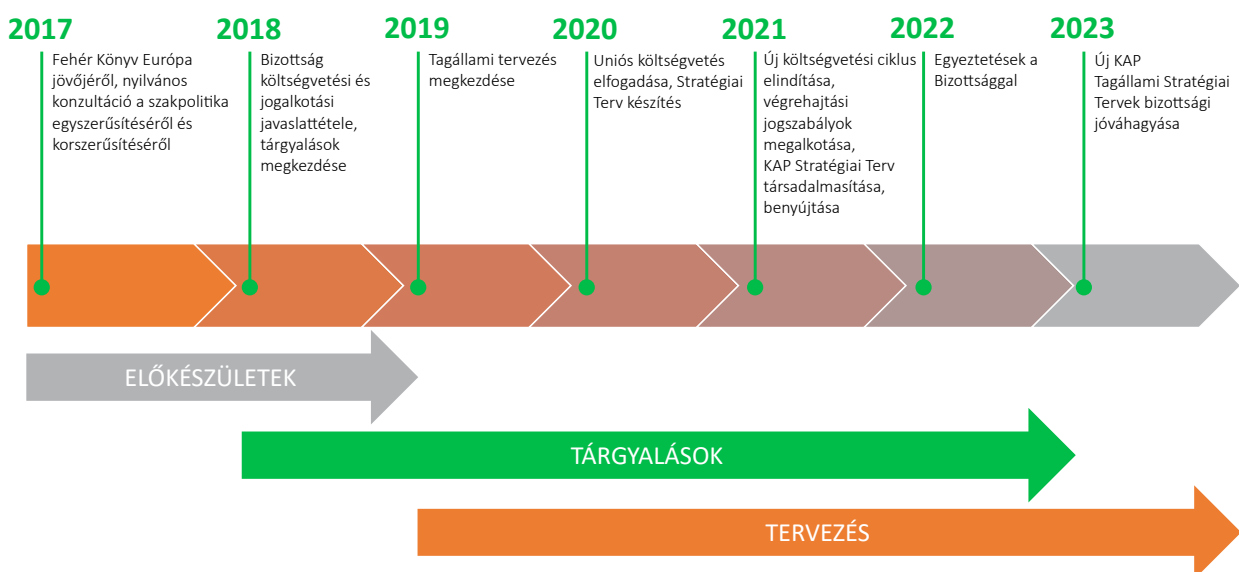 2017
Fehér Könyv Európa
jövőjéről, nyilvános
konzultáció a szakpolitika
egyszerűsítéséről és
korszerűsítéséről
2018
Bizottság
költségvetési és
jogalkotási
javaslattétele,
tárgyalások
megkezdése
2019
Tagállami tervezés
megkezdése
2020
Uniós költségvetés
elfogadása, Stratégiai
Terv készítés
2021
Új költségvetési ciklus
elindítása,
végrehajtási
jogszabályok
megalkotása,
KAP Stratégiai Terv
társadalmasítása,
benyújtása
2022
Egyeztetések a
Bizottsággal
2023
Új KAP
Tagállami Stratégiai
Tervek bizottsági
jóváhagyása
ELŐKÉSZÜLETEK
TÁRGYALÁSOK
TERVEZÉS